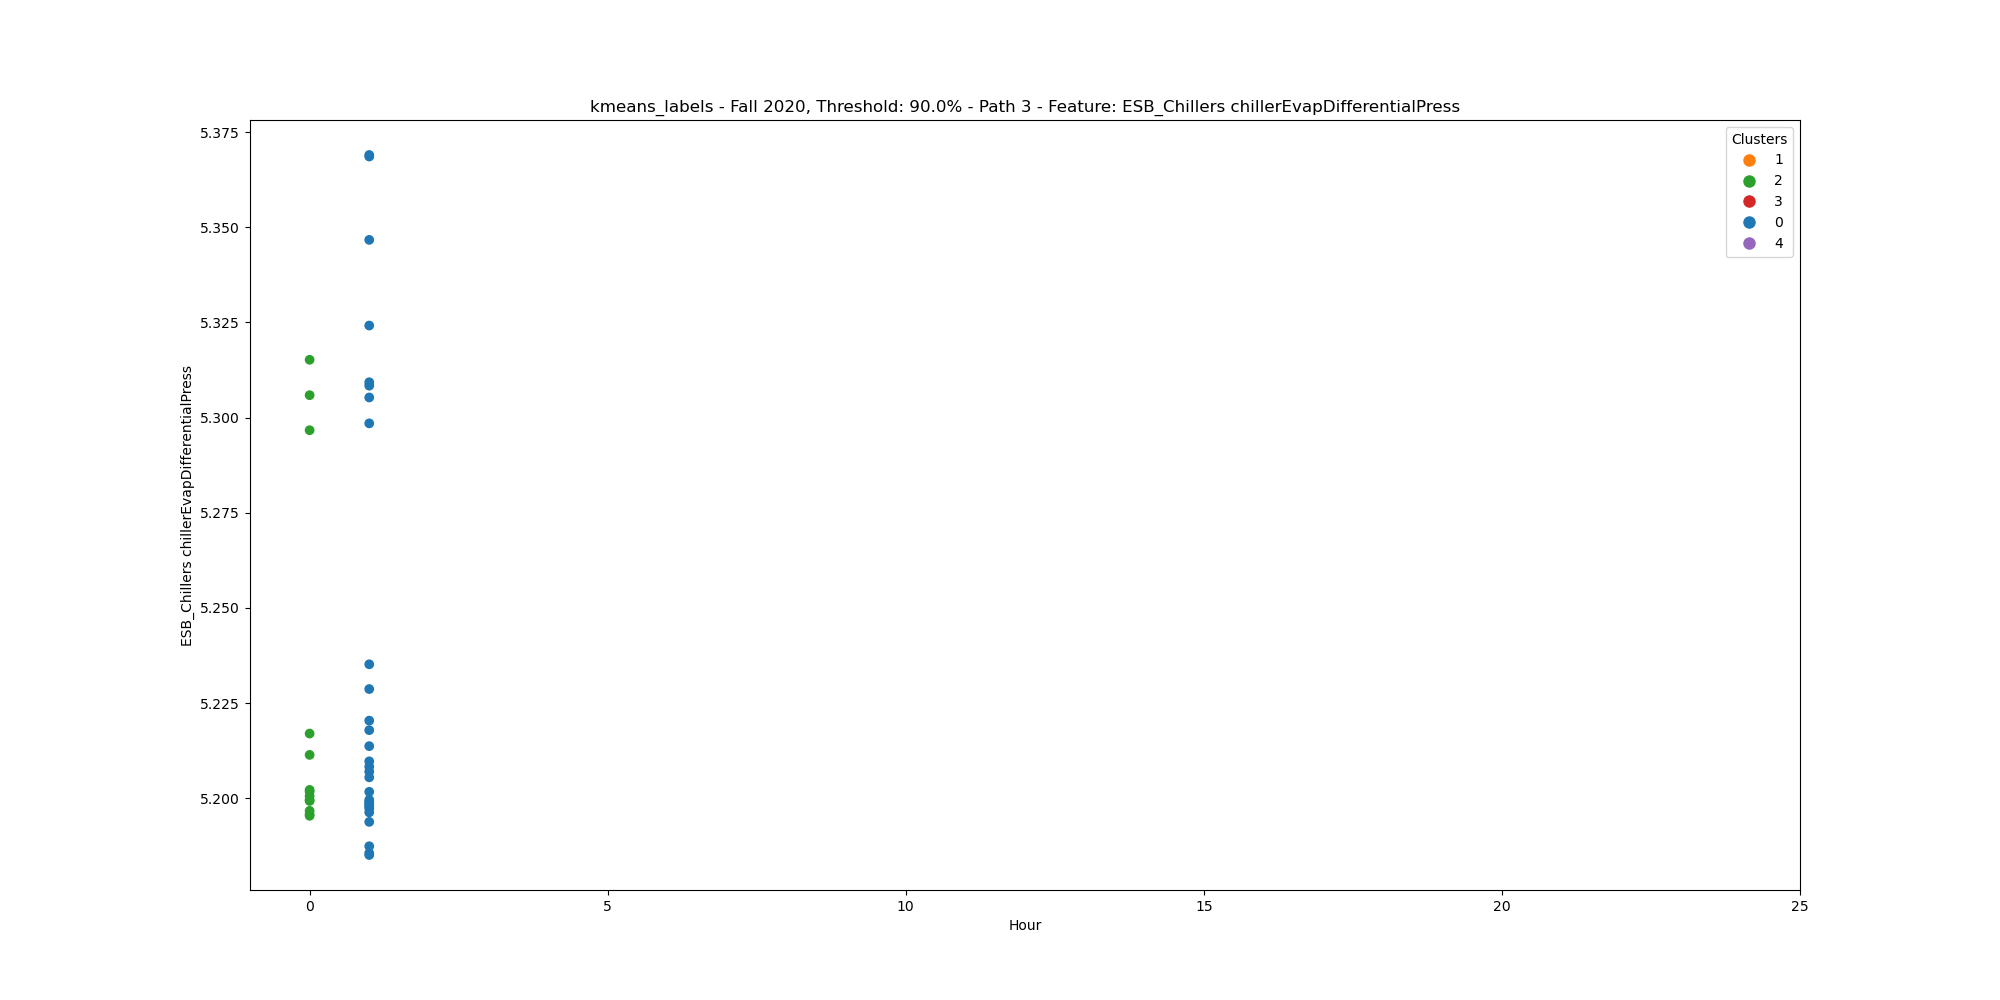 kmeans_labels - Fall 2020, Threshold: 90.0% - Path 3 - Feature: ESB_Chillers chillerEvapDifferentialPress
Clusters
1
2
3
0
4
5.375
5.350
5.325
5.300
5.275
5.250
5.225
5.200
ESB_Chillers chillerEvapDifferentialPress
0 5 10 15 20 25
Hour